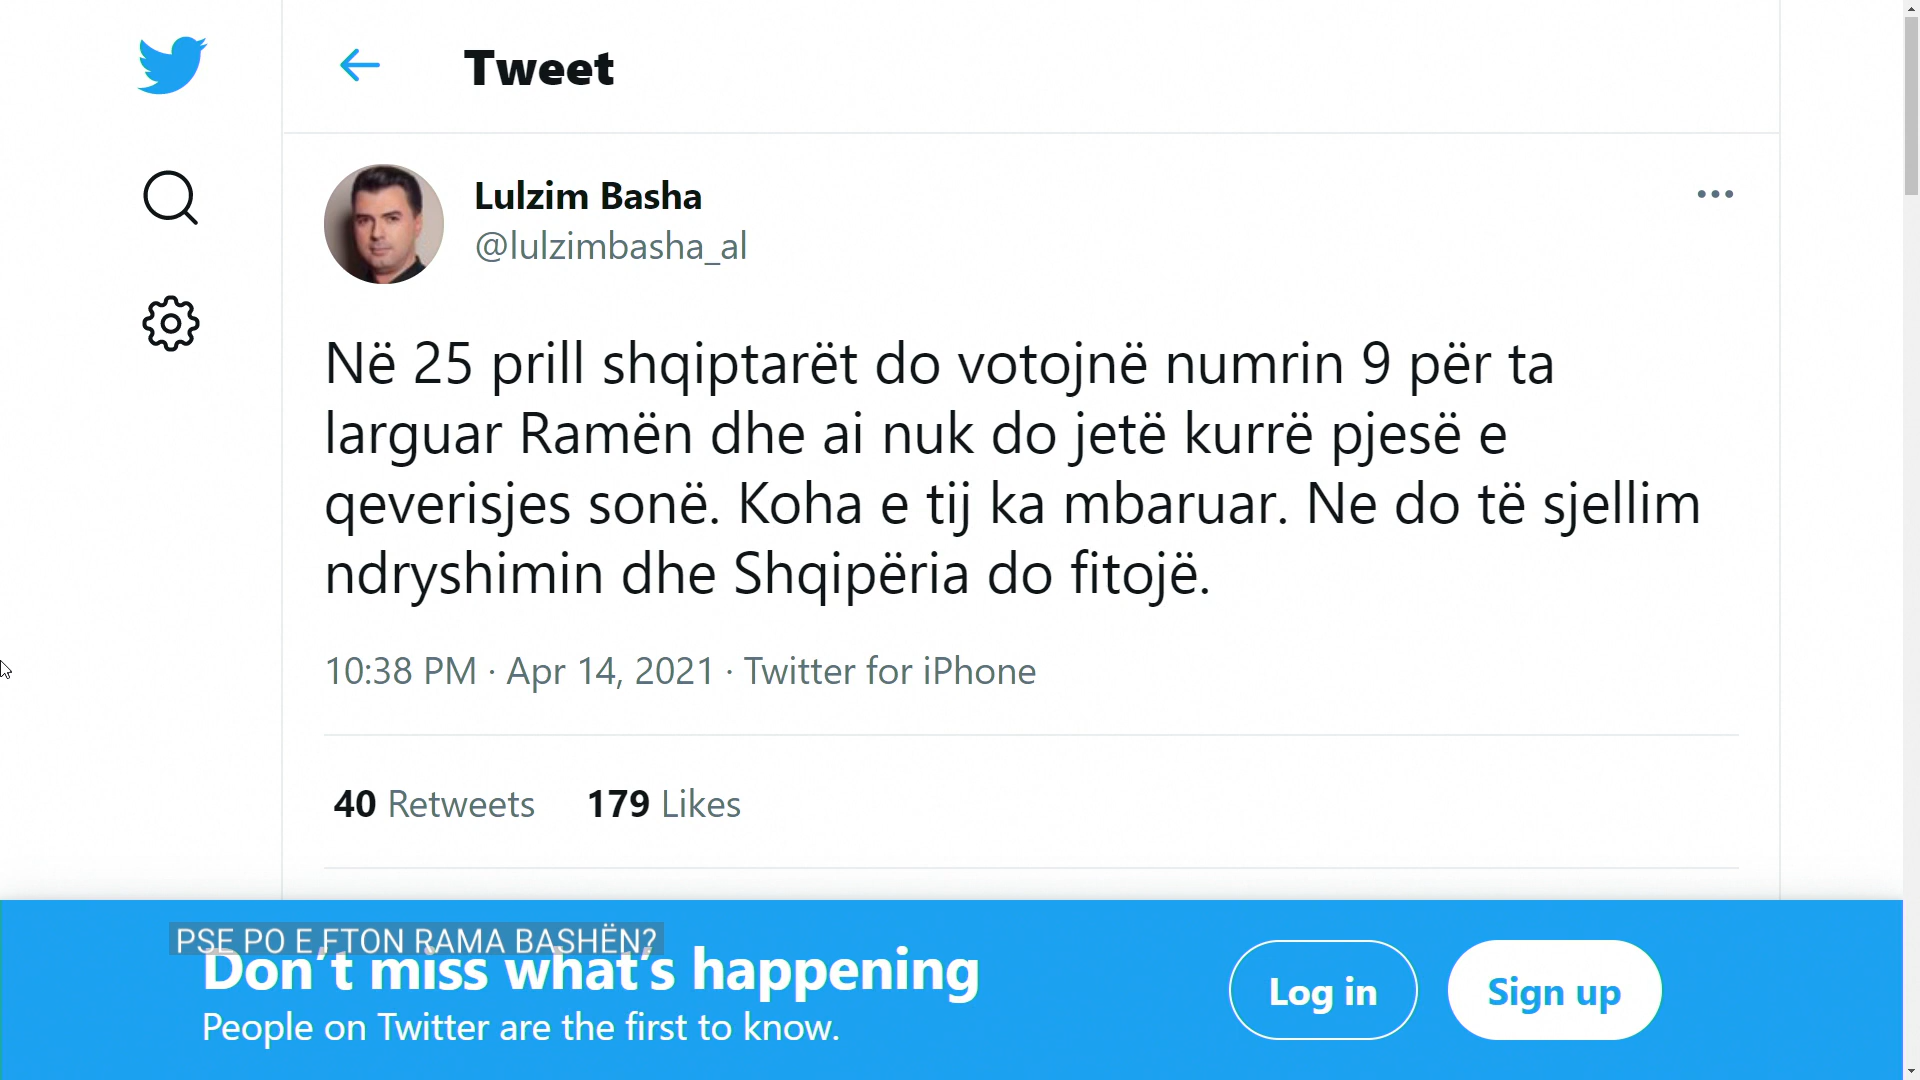 Tweet
Lulzim Basha
@lulzimbasha_al
Në 25 prill shqiptarët do votojnë numrin 9 për ta
larguar Ramën dhe ai nuk do jetë kurrë pjesë e
qeverisjes sonë. Koha e tij ka mbaruar. Ne do të sjellim
ndryshimin dhe Shqipëria do fitojë.
10:38 PM · Apr 14, 2021 · Twitter for iPhone
40 Retweets 179 Likes
PSE PO E FTON RAMA BASHËN?
Don't miss what's happening
People on Twitter are the first to know.
Log in
Sign up